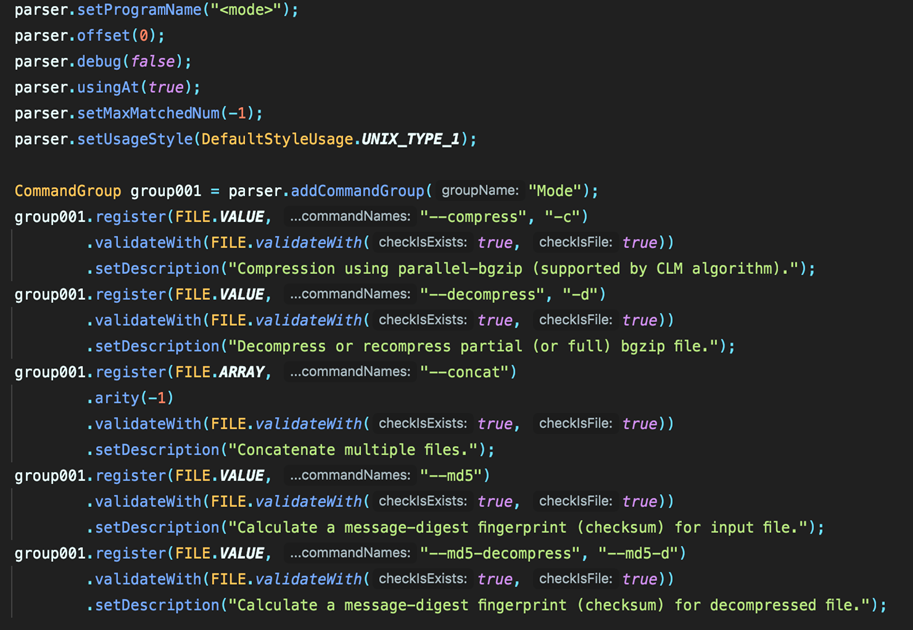 parser.setProgramName("<mode>");
parser.offset(0);
parser.debug(false);
parser.usingAt(true);
parser.setMaxMatchedNum(-1);
parser.setUsageStyle(DefaultStyleUsage.UNIX_TYPE_1);
CommandGroup group001 = parser.addCommandGroup( groupName: "Mode");
group001.register(FILE.VALUE, ...commandNames: "--compress", "-c")
.validateWith(FILE.validateWith( checkIsExists: true, checkIsFile: true))
.setDescription("Compression using parallel-bgzip (supported by CLM algorithm).");
group001.register(FILE.VALUE, ...commandNames: "--decompress", "-d")
.validateWith(FILE.validateWith( checkIsExists: true, checkIsFile: true))
.setDescription("Decompress or recompress partial (or full) bgzip file.");
group001.register(FILE.ARRAY, ...commandNames: "--concat")
.arity(-1)
.validateWith(FILE.validateWith( checkIsExists: true, checkIsFile: true))
.setDescription("Concatenate multiple files.");
group001.register(FILE.VALUE, ...commandNames: "--md5")
.validateWith(FILE.validateWith( checkIsExists: true, checkIsFile: true))
.setDescription("Calculate a message-digest fingerprint (checksum) for input file.");
group001.register(FILE.VALUE, ...commandNames: "--md5-decompress", "--md5-d")
.validateWith(FILE.validateWith( checkIsExists: true, checkIsFile: true))
.setDescription("Calculate a message-digest fingerprint (checksum) for decompressed file.");